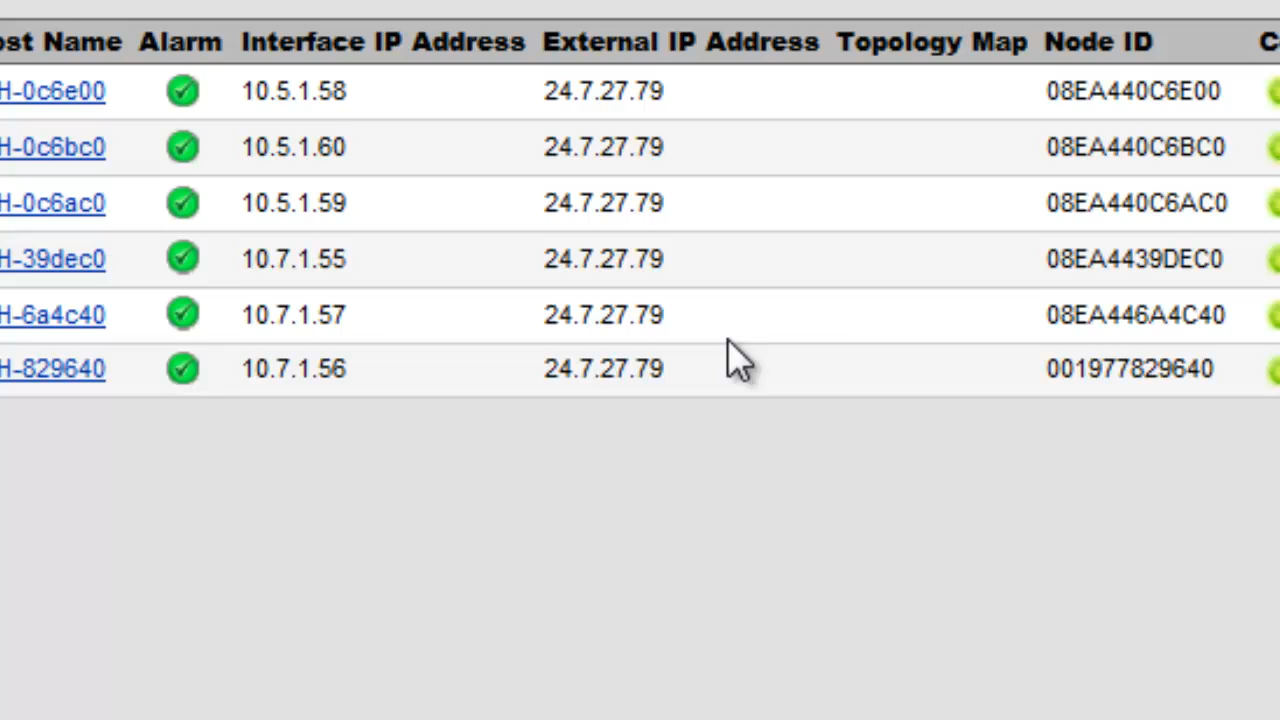 ost Name Alarm Interface IP Address External IP Address Topology Map Node ID C
H-0c6e00 10.5.1.58 24.7.27.79 08EA440C6E00
H-0c6bc0 10.5.1.60 24.7.27.79 08EA440C6BC0
H-0c6ac0 10.5.1.59 24.7.27.79 08EA440C6AC0
H-39dec0 10.7.1.55 24.7.27.79 08EA4439DEC0
H-6a4c40 10.7.1.57 24.7.27.79 08EA446A4C40
H-829640 10.7.1.56 24.7.27.79 001977829640